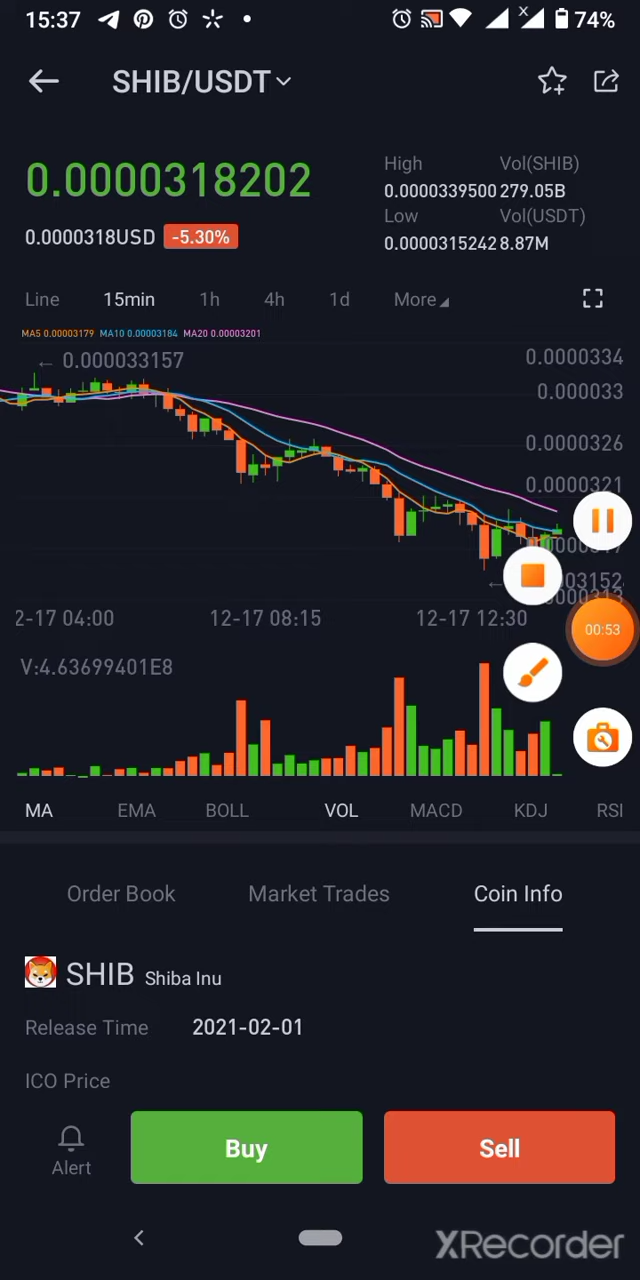 15:37 74%
SHIB/USDT
0.0000318202
High Vol(SHIB)
0.0000339500 279.05B
Low Vol(USDT)
0.0000315242 8.87M
0.0000318USD -5.30%
Line 15min 1h 4h 1d More
MA5 0.00003179 MA10 0.00003184 MA20 0.00003201
← 0.000033157
0.0000334
0.000033
0.0000326
0.0000321
2-17 04:00 12-17 08:15 12-17 12:30
00:53
V:4.63699401E8
MA EMA BOLL VOL MACD KDJ RSI
Order Book Market Trades Coin Info
SHIB Shiba Inu
Release Time 2021-02-01
ICO Price
Alert Buy Sell
XRecorder